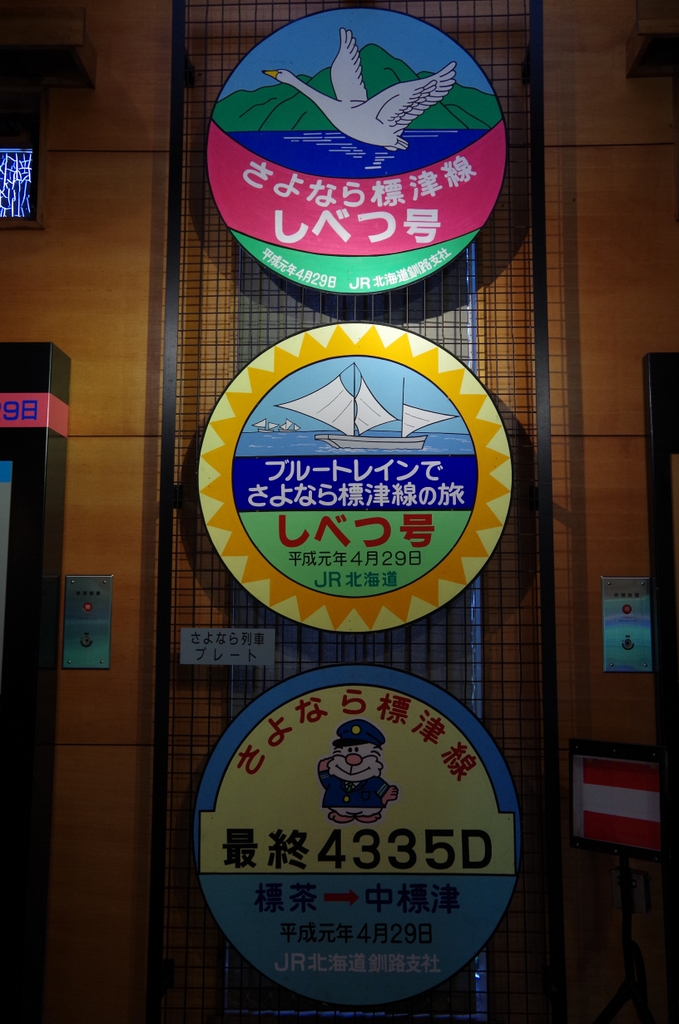 さよなら標津線
しべつ号
平成元年4月29日 JR北海道釧路支社
29日
ブルートレインで
さよなら標津線の旅
しべつ号
平成元年4月29日
JR北海道
さよなら列車
プレート
さよなら標津線
最終4335D
標茶→中標津
平成元年4月29日
JR北海道釧路支社